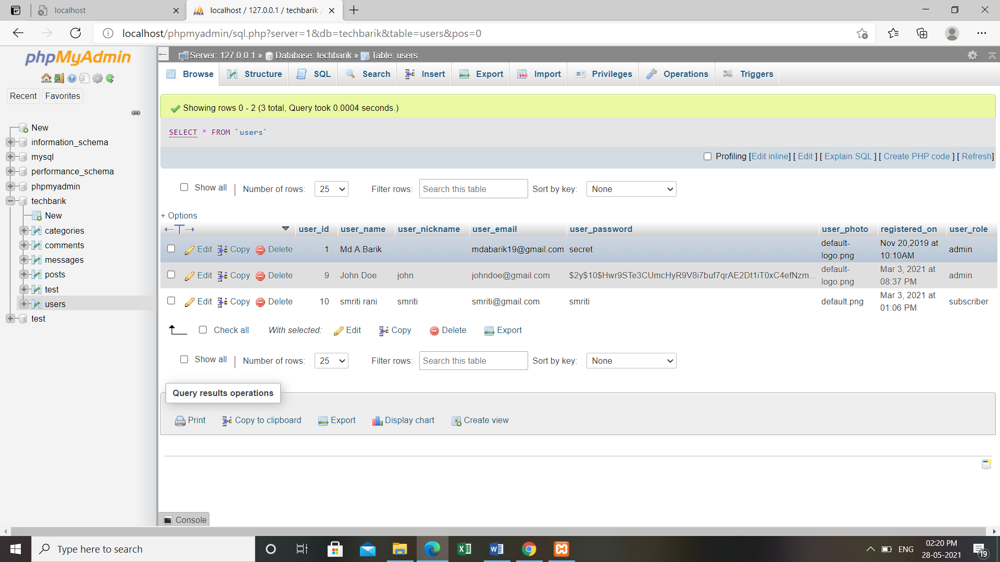 localhost
localhost / 127.0.0.1 / techbarik /
localhost/phpmyadmin/sql.php?server=1&db=techbarik&table=users&pos=0
phpMyAdmin
Recent Favorites
New
information_schema
mysql
performance_schema
phpmyadmin
techbarik
New
categories
comments
messages
posts
test
users
test
Server: 127.0.0.1 » Database: techbarik » Table: users
Browse Structure SQL Search Insert Export Import Privileges Operations Triggers
Showing rows 0 - 2 (3 total, Query took 0.0004 seconds.)
SELECT * FROM `users`
Profiling [Edit inline] [ Edit ] [ Explain SQL ] [ Create PHP code ] [ Refresh]
Show all | Number of rows: 25 Filter rows: Search this table Sort by key: None
+ Options
←T→ user_id user_name user_nickname user_email user_password user_photo registered_on user_role
Edit Copy Delete 1 Md.A.Barik mdabarik19@gmail.com secret default-logo.png Nov 20,2019 at 10:10AM admin
Edit Copy Delete 9 John Doe john johndoe@gmail.com $2y$10$Hwr9STe3CUmcHyR9V8i7buf7qrAE2Dt1iT0xC4efNzm... default-logo.png Mar 3, 2021 at 08:37 PM admin
Edit Copy Delete 10 smriti rani smriti smriti@gmail.com smriti default.png Mar 3, 2021 at 01:06 PM subscriber
Check all With selected: Edit Copy Delete Export
Show all | Number of rows: 25 Filter rows: Search this table Sort by key: None
Query results operations
Print Copy to clipboard Export Display chart Create view
Console
Type here to search
ENG
02:20 PM
28-05-2021
19